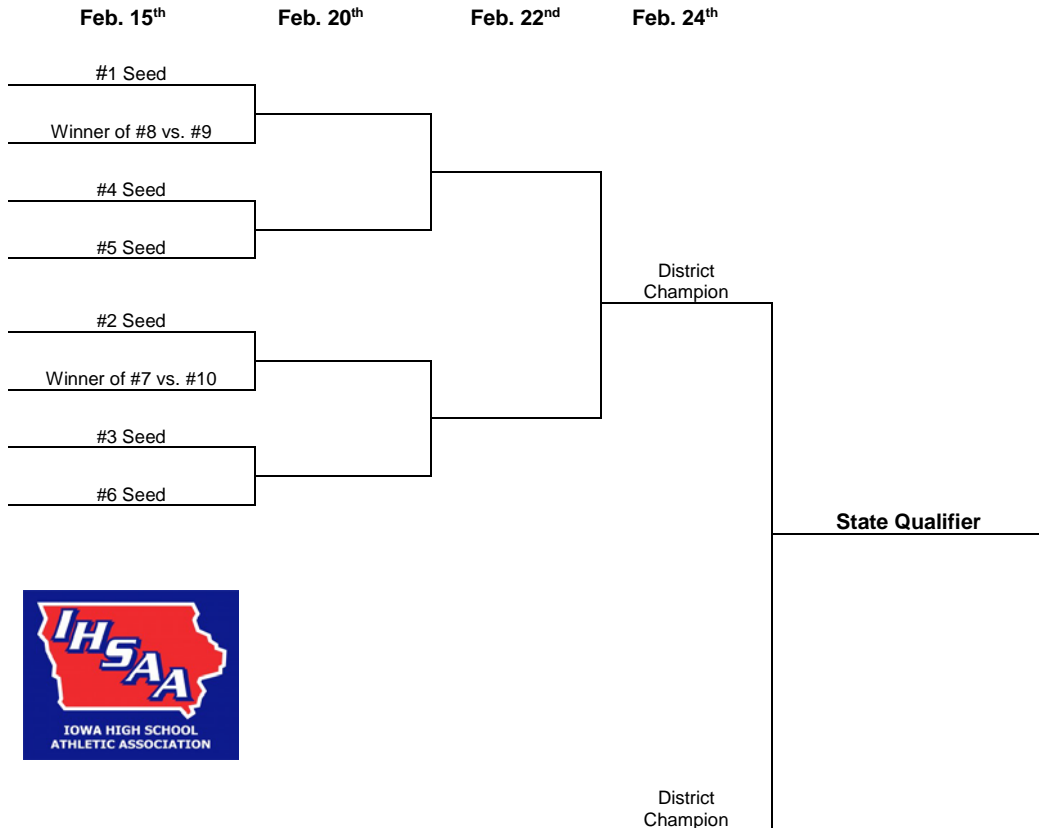 Feb. 15th Feb. 20th Feb. 22nd Feb. 24th
#1 Seed
Winner of #8 vs. #9
#4 Seed
#5 Seed
District
Champion
#2 Seed
Winner of #7 vs. #10
#3 Seed
#6 Seed
State Qualifier
IHSAA
IOWA HIGH SCHOOL
ATHLETIC ASSOCIATION
District
Champion